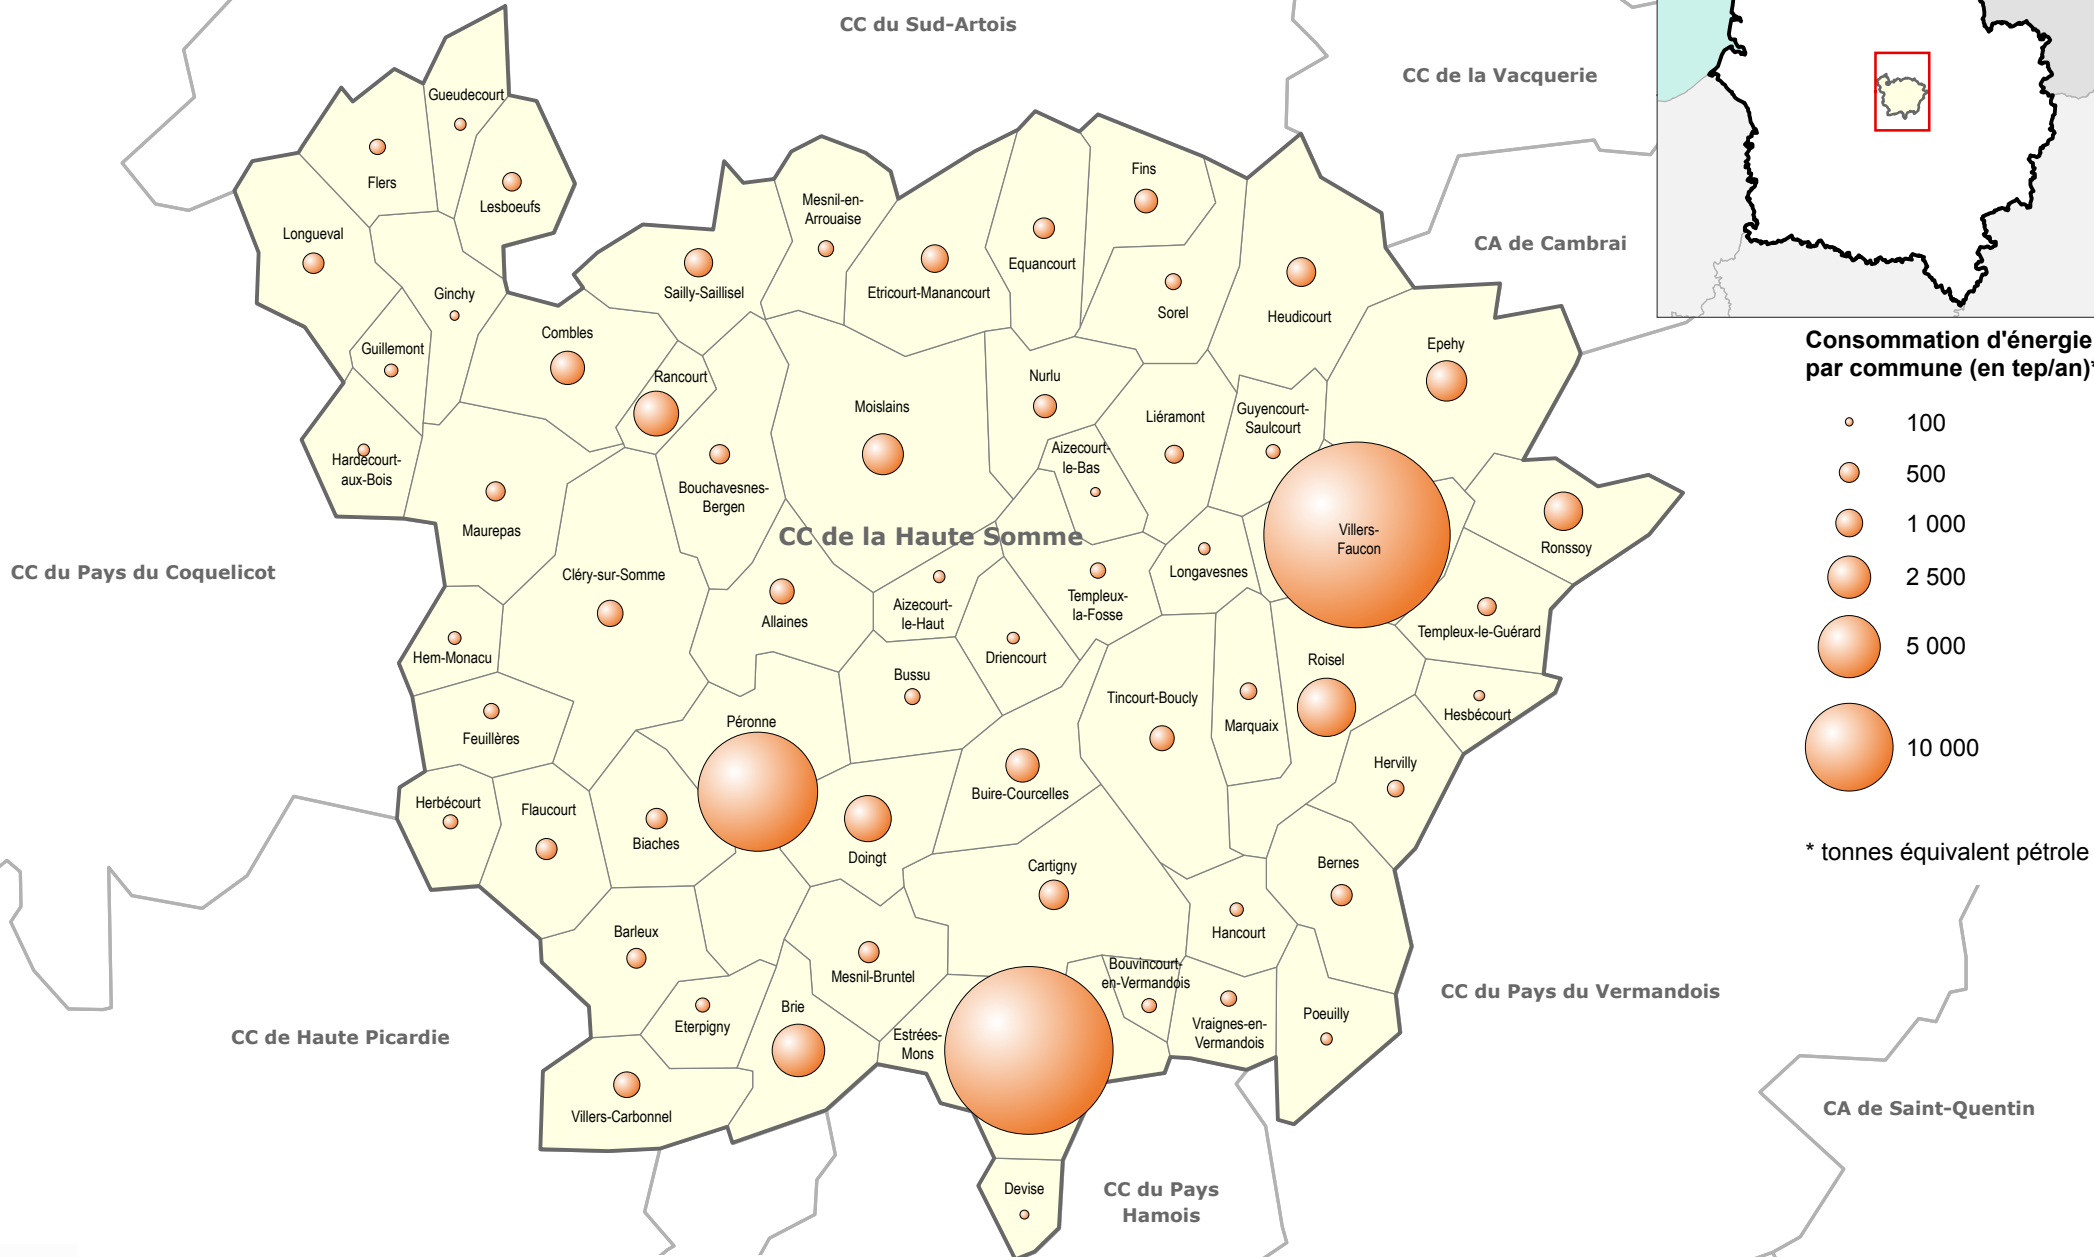 CC du Sud-Artois
CC de la Vacquerie
Gueudecourt
Flers
Lesboeufs
Longueval
Fins
Mesnil-en-
Arrouaise
Equancourt
CA de Cambrai
Sailly-Saillisel
Etricourt-Manancourt
Ginchy
Sorel
Heudicourt
Combles
Guillemont
Epehy
Consommation d'énergie
par commune (en tep/an)*
Rancourt
Nurlu
Moislains
Liéramont
Guyencourt-
Saulcourt
100
Aizecourt-
le-Bas
Hardecourt-
aux-Bois
500
Bouchavesnes-
Bergen
Maurepas
1 000
Villers-
Faucon
CC de la Haute Somme
Ronssoy
CC du Pays du Coquelicot
Cléry-sur-Somme
Longavesnes
2 500
Templeux-
la-Fosse
Aizecourt-
le-Haut
Allaines
Templeux-le-Guérard
5 000
Hem-Monacu
Driencourt
Roisel
Bussu
Tincourt-Boucly
Hesbécourt
Péronne
Marquaix
Feuillères
10 000
Hervilly
Buire-Courcelles
Herbécourt
Flaucourt
Biaches
Doingt
* tonnes équivalent pétrole
Cartigny
Bernes
Barleux
Hancourt
Mesnil-Bruntel
Bouvincourt-
en-Vermandois
CC du Pays du Vermandois
Brie
Eterpigny
Estrées-
Mons
Vraignes-en-
Vermandois
Poeuilly
CC de Haute Picardie
Villers-Carbonnel
CA de Saint-Quentin
Devise
CC du Pays
Hamois